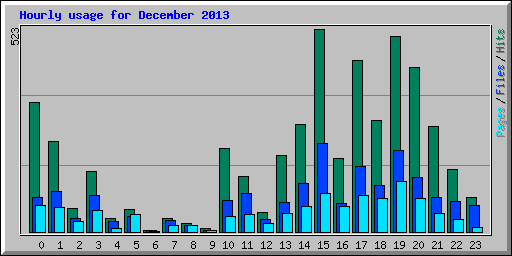 Hourly usage for December 2013
523
Pages / Files / Hits
0 1 2 3 4 5 6 7 8 9 10 11 12 13 14 15 16 17 18 19 20 21 22 23